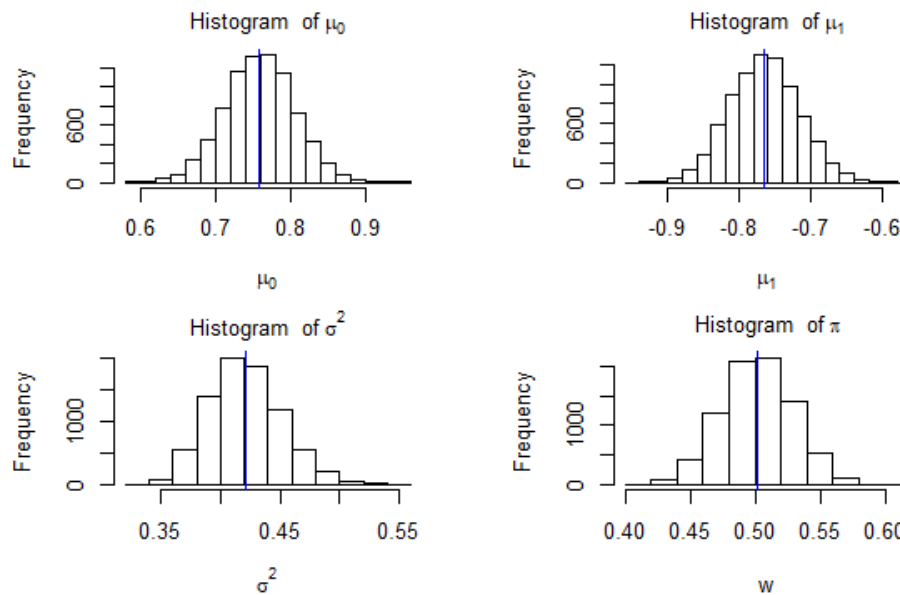 Histogram of μ₀
Frequency
0 600
0.6 0.7 0.8 0.9
μ₀
Histogram of μ₁
Frequency
0 600
-0.9 -0.8 -0.7 -0.6
μ₁
Histogram of σ²
Frequency
0 1000
0.35 0.45 0.55
σ²
Histogram of π
Frequency
0 1000
0.40 0.45 0.50 0.55 0.60
w